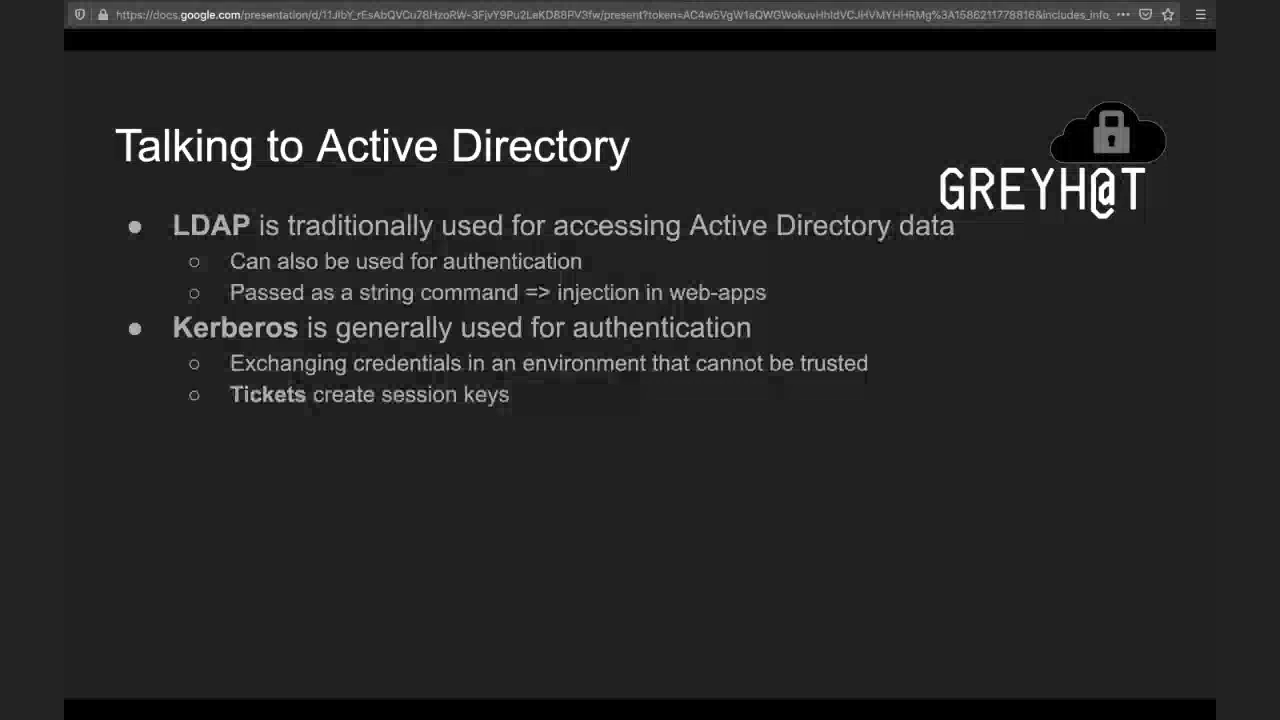 Talking to Active Directory
GREYH@T
● LDAP is traditionally used for accessing Active Directory data
○ Can also be used for authentication
○ Passed as a string command => injection in web-apps
● Kerberos is generally used for authentication
○ Exchanging credentials in an environment that cannot be trusted
○ Tickets create session keys